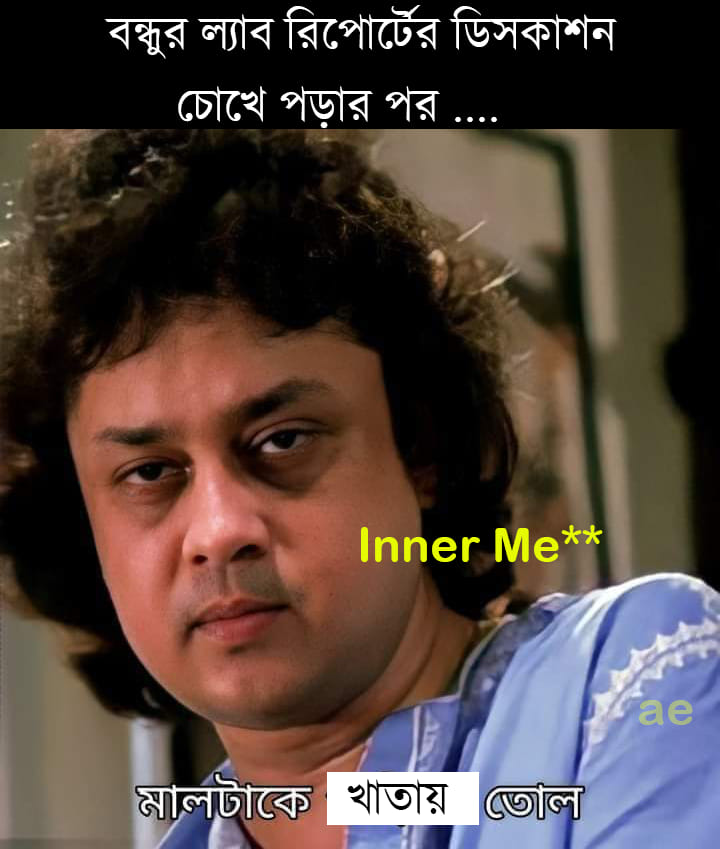 বন্ধুর ল্যাব রিপোর্টের ডিসকাশন
চোখে পড়ার পর ....
Inner Me**
ae
মালটাকে খাতায় তোল